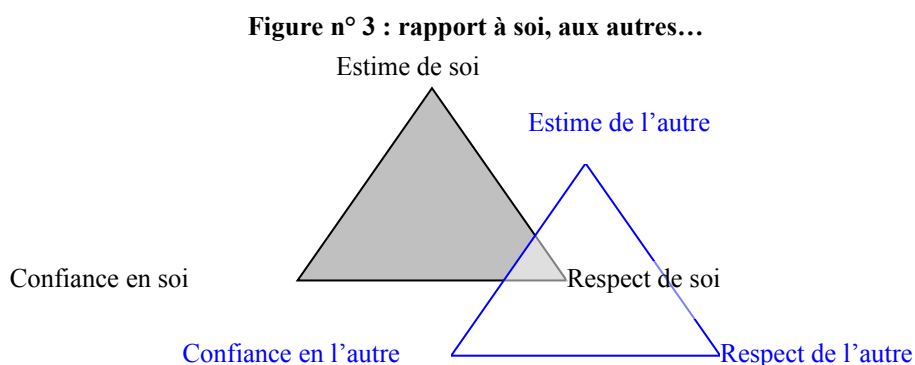 Figure n° 3 : rapport à soi, aux autres…
Estime de soi
Estime de l’autre
Confiance en soi
Respect de soi
Confiance en l’autre
Respect de l’autre